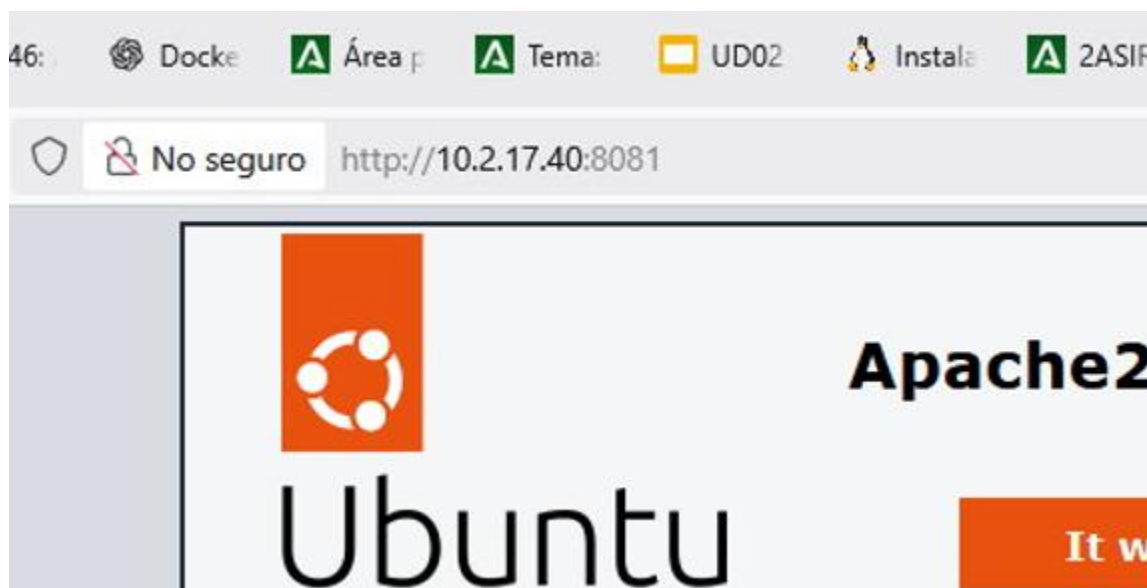 46: Docke Área p Tema: UD02 Instala 2ASIR
No seguro http://10.2.17.40:8081
Apache2
Ubuntu
It w